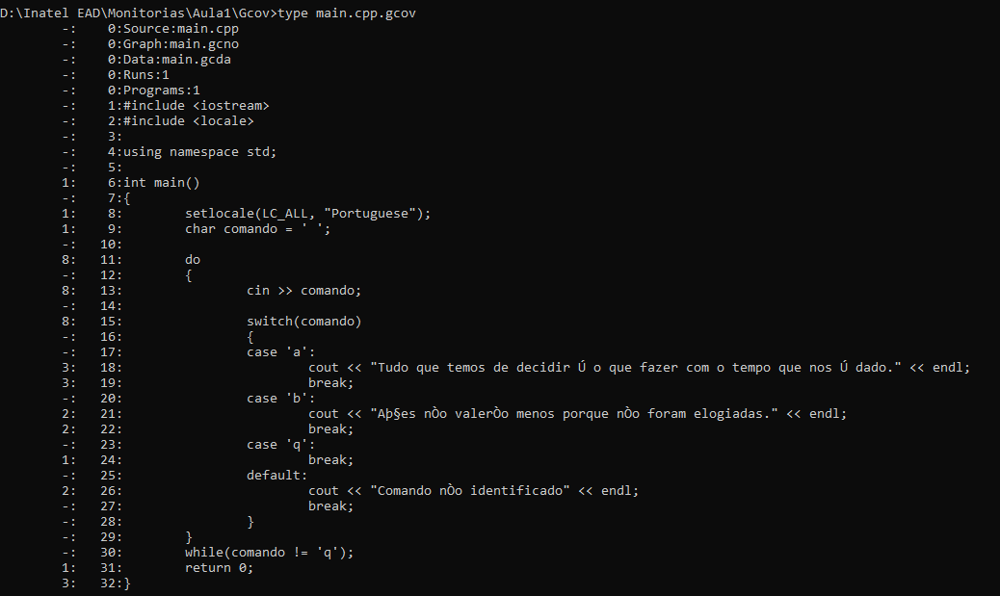 D:\Inatel EAD\Monitorias\Aula1\Gcov>type main.cpp.gcov
        -:    0:Source:main.cpp
        -:    0:Graph:main.gcno
        -:    0:Data:main.gcda
        -:    0:Runs:1
        -:    0:Programs:1
        -:    1:#include <iostream>
        -:    2:#include <locale>
        -:    3:
        -:    4:using namespace std;
        -:    5:
        1:    6:int main()
        -:    7:{
        1:    8:        setlocale(LC_ALL, "Portuguese");
        1:    9:        char comando = ' ';
        -:   10:
        8:   11:        do
        -:   12:        {
        8:   13:                cin >> comando;
        -:   14:
        8:   15:                switch(comando)
        -:   16:                {
        -:   17:                case 'a':
        3:   18:                        cout << "Tudo que temos de decidir Ú o que fazer com o tempo que nos Ú dado." << endl;
        3:   19:                        break;
        -:   20:                case 'b':
        2:   21:                        cout << "Aþ§es nÒo valerÒo menos porque nÒo foram elogiadas." << endl;
        2:   22:                        break;
        -:   23:                case 'q':
        1:   24:                        break;
        -:   25:                default:
        2:   26:                        cout << "Comando nÒo identificado" << endl;
        -:   27:                        break;
        -:   28:                }
        -:   29:        }
        -:   30:        while(comando != 'q');
        1:   31:        return 0;
        3:   32:}